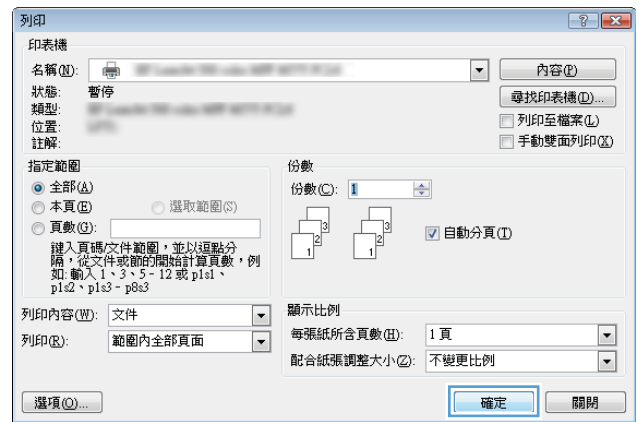 列印
印表機
名稱(N):
內容(P)
狀態: 暫停
尋找印表機(D)...
類型:
位置:
列印至檔案(L)
註解:
手動雙面列印(X)
指定範圍
份數
全部(A)
份數(C): 1
本頁(E) 選取範圍(S)
頁數(G):
自動分頁(T)
鍵入頁碼/文件範圍,並以逗點分
隔,從文件或節的開始計算頁數,例
如: 輸入 1、3、5 - 12 或 p1s1、
p1s2、p1s3 - p8s3
3
2
1
3
2
1
列印內容(W): 文件
列印(R): 範圍內全部頁面
顯示比例
每張紙所含頁數(H): 1 頁
配合紙張調整大小(Z): 不變更比例
選項(O)...
確定
關閉